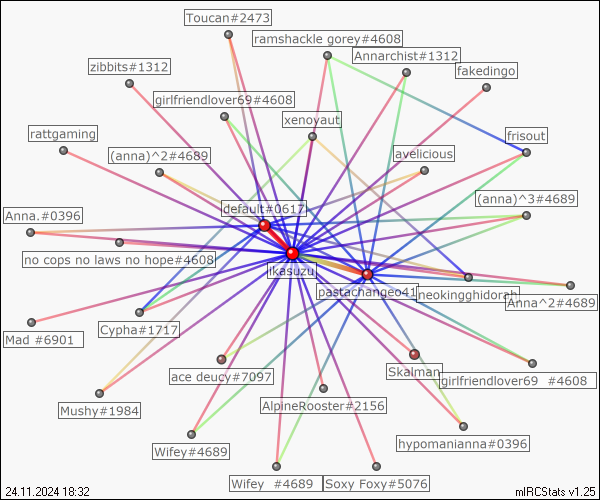 Toucan#2473
ramshackle gorey#4608
Annarchist#1312
zibbits#1312
fakedingo
girlfriendlover69#4608
xenoyaut
rattgaming
frisout
(anna)^2#4689
avelicious
(anna)^3#4689
default#0617
Anna.#0396
no cops no laws no hope#4608
ikasuzu
pastachangeo41
neokingghidorah
Anna^2#4689
Cypha#1717
Mad #6901
ace deucy#7097
Skalman
girlfriendlover69 #4608
Mushy#1984
AlpineRooster#2156
hypomanianna#0396
Wifey#4689
Wifey #4689
Soxy Foxy#5076
24.11.2024 18:32
mIRCStats v1.25